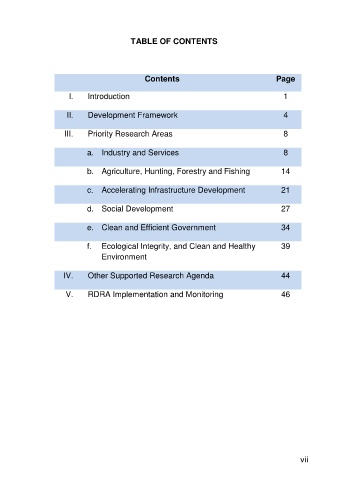 TABLE OF CONTENTS
Contents Page
I. Introduction 1
II. Development Framework 4
III. Priority Research Areas 8
a. Industry and Services 8
b. Agriculture, Hunting, Forestry and Fishing 14
c. Accelerating Infrastructure Development 21
d. Social Development 27
e. Clean and Efficient Government 34
f. Ecological Integrity, and Clean and Healthy 39
Environment
IV. Other Supported Research Agenda 44
V. RDRA Implementation and Monitoring 46
vii